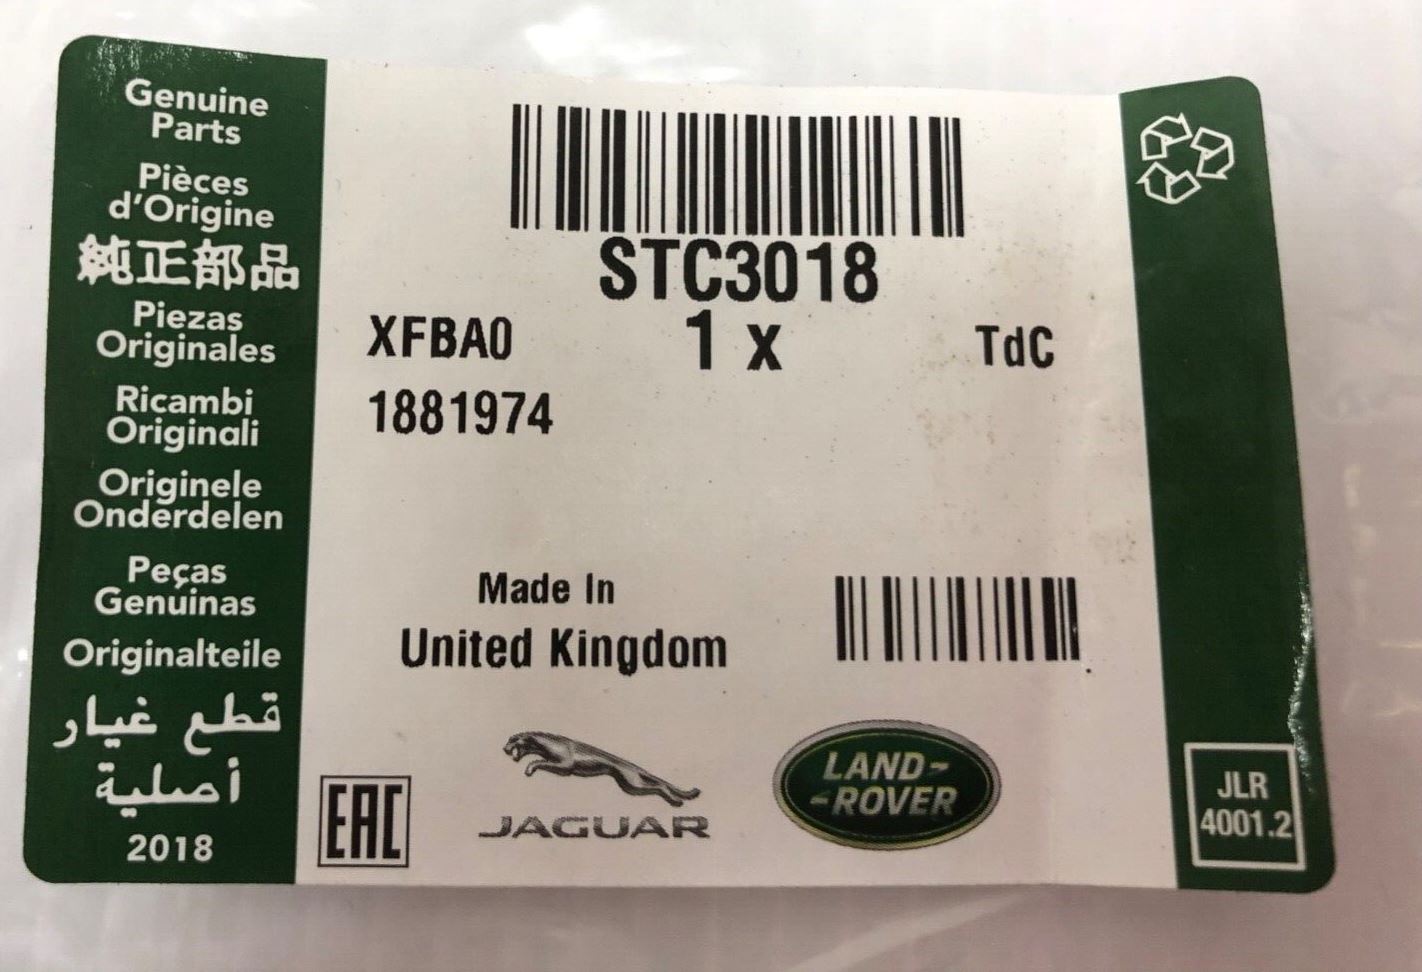 Genuine
Parts
Pièces
d'Origine
純正部品
Piezas
Originales
Ricambi
Originali
Originele
Onderdelen
Peças
Genuinas
Originalteile
قطع غيار
أصلية
2018
STC3018
XFBA0 1 x TdC
1881974
Made In
United Kingdom
EAC
JAGUAR
LAND-
-ROVER
JLR
4001.2